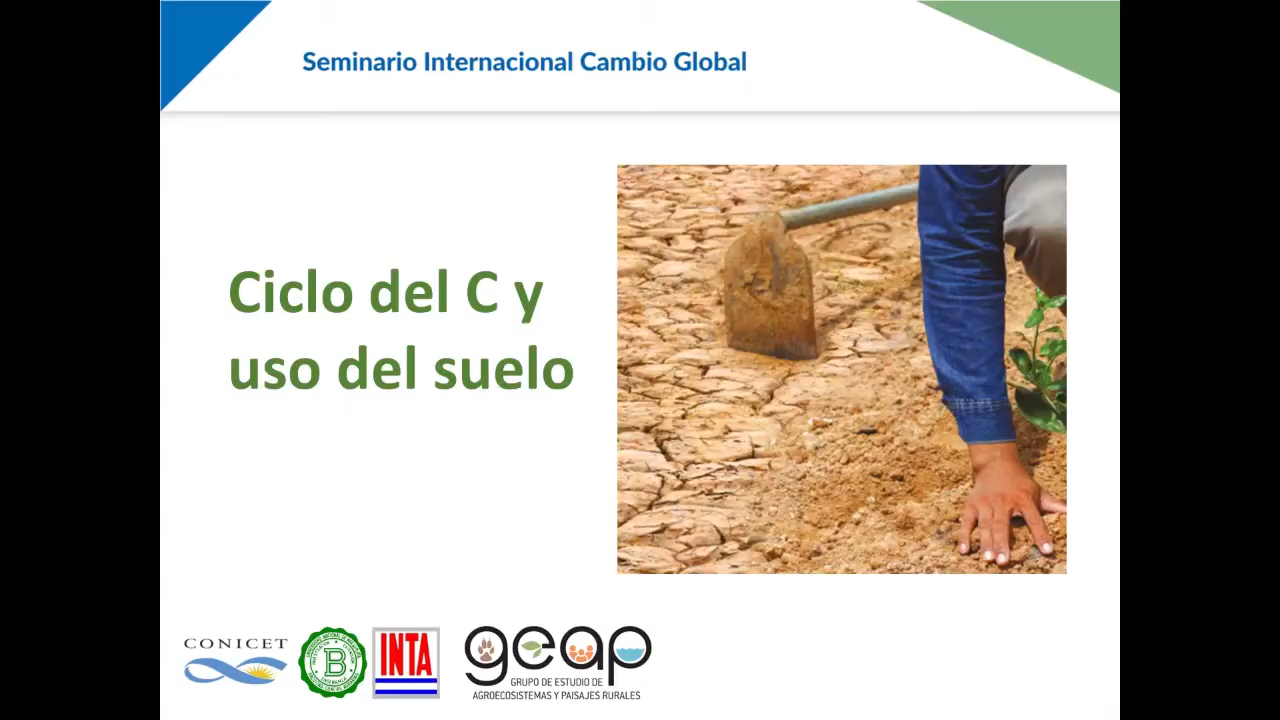 Seminario Internacional Cambio Global
Ciclo del C y
uso del suelo
CONICET
B
INTA
geap
GRUPO DE ESTUDIO DE
AGROECOSISTEMAS Y PAISAJES RURALES